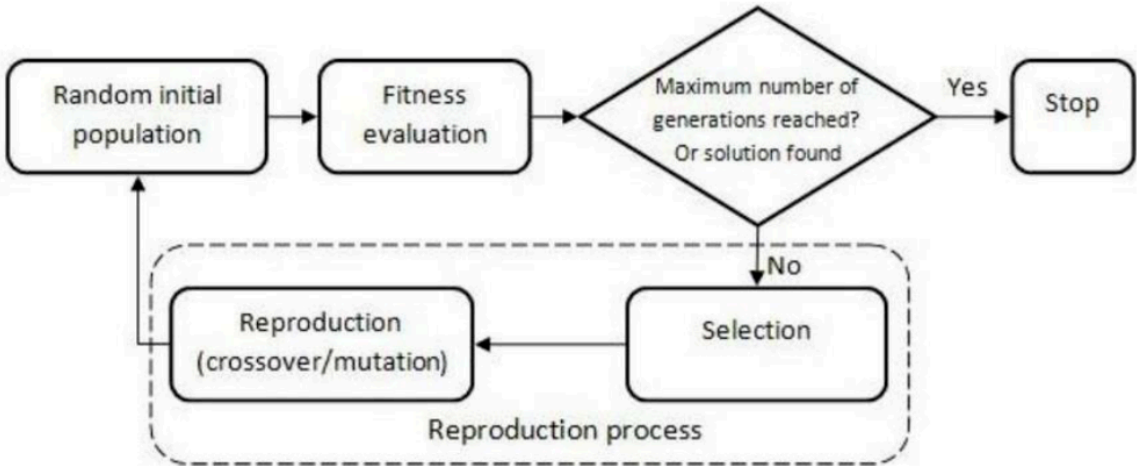 Random initial
population
Fitness
evaluation
Maximum number of
generations reached?
Or solution found
Yes
Stop
No
Selection
Reproduction
(crossover/mutation)
Reproduction process